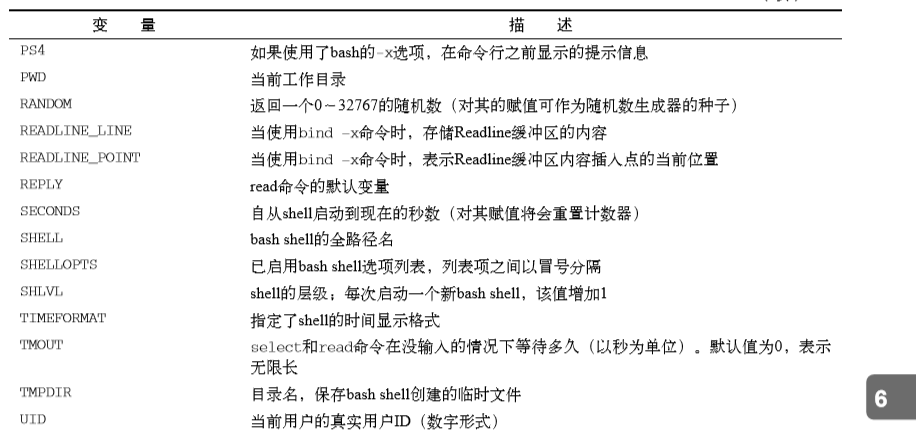 变 量 描 述
PS4 如果使用了bash的-x选项，在命令行之前显示的提示信息
PWD 当前工作目录
RANDOM 返回一个0～32767的随机数（对其的赋值可作为随机数生成器的种子）
READLINE_LINE 当使用bind -x命令时，存储Readline缓冲区的内容
READLINE_POINT 当使用bind -x命令时，表示Readline缓冲区内容插入点的当前位置
REPLY read命令的默认变量
SECONDS 自从shell启动到现在的秒数（对其赋值将会重置计数器）
SHELL bash shell的全路径名
SHELLOPTS 已启用bash shell选项列表，列表项之间以冒号分隔
SHLVL shell的层级；每次启动一个新bash shell，该值增加1
TIMEFORMAT 指定了shell的时间显示格式
TMOUT select和read命令在没输入的情况下等待多久（以秒为单位）。默认值为0，表示
无限长
TMPDIR 目录名，保存bash shell创建的临时文件
6
UID 当前用户的真实用户ID（数字形式）